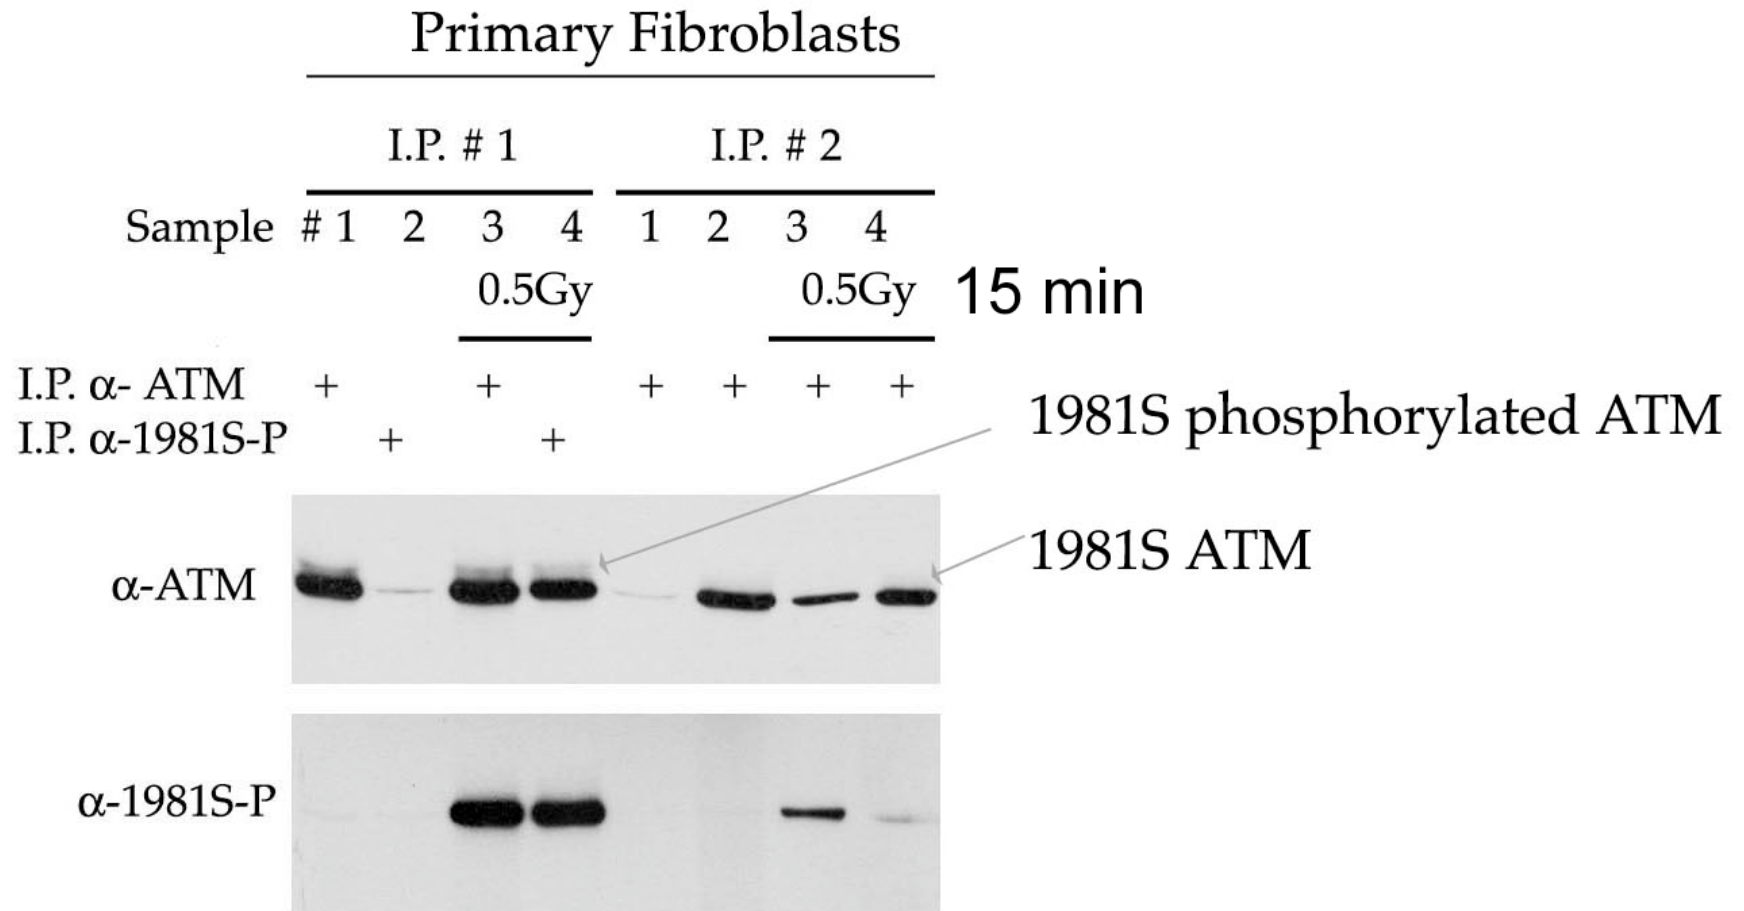 Primary Fibroblasts
I.P. # 1 I.P. # 2
Sample # 1 2 3 4 1 2 3 4
0.5Gy 0.5Gy 15 min
I.P. α- ATM + + + + + +
I.P. α-1981S-P + +
1981S phosphorylated ATM
1981S ATM
α-ATM
α-1981S-P